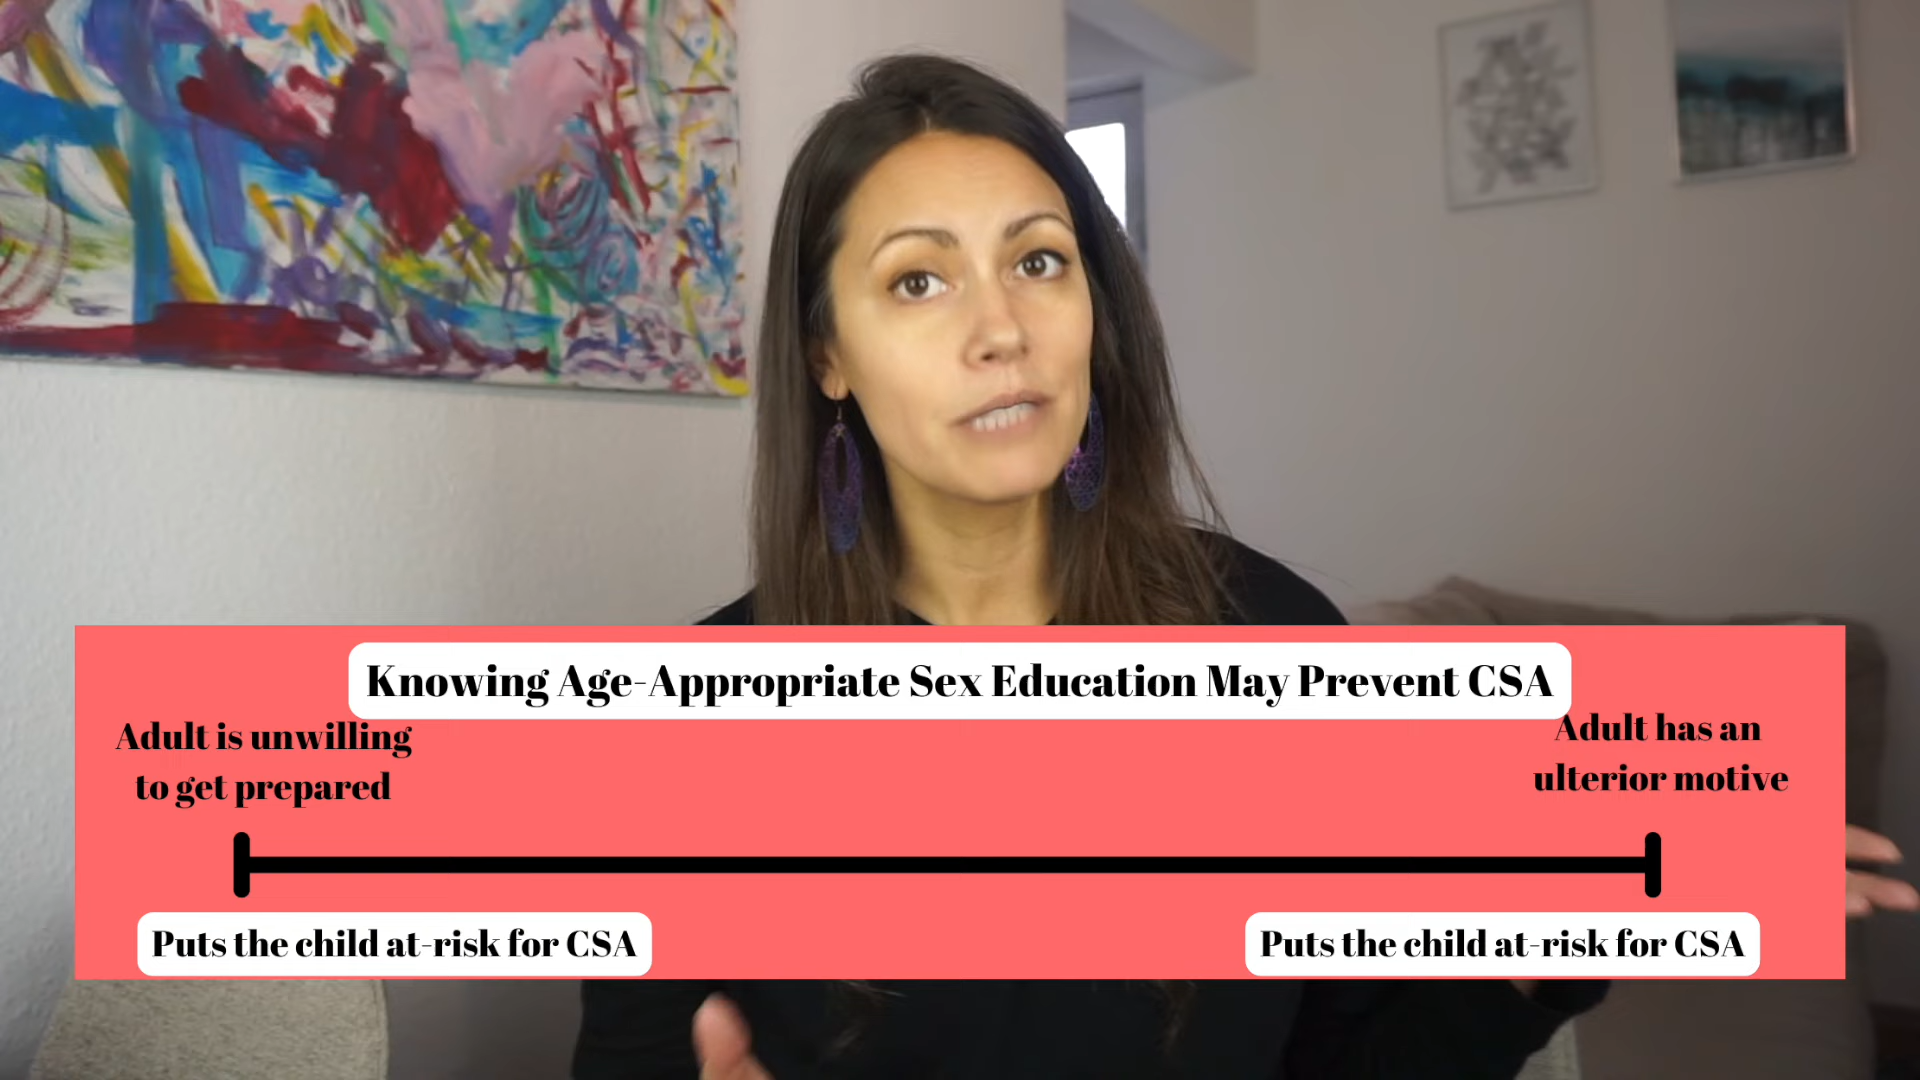 Knowing Age-Appropriate Sex Education May Prevent CSA
Adult is unwilling
to get prepared
Adult has an
ulterior motive
Puts the child at-risk for CSA
Puts the child at-risk for CSA